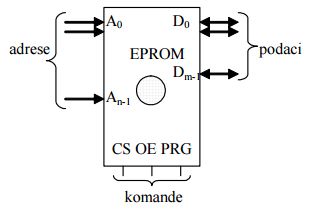 A0 D0
adrese EPROM podaci
Dm-1
An-1
CS OE PRG
komande